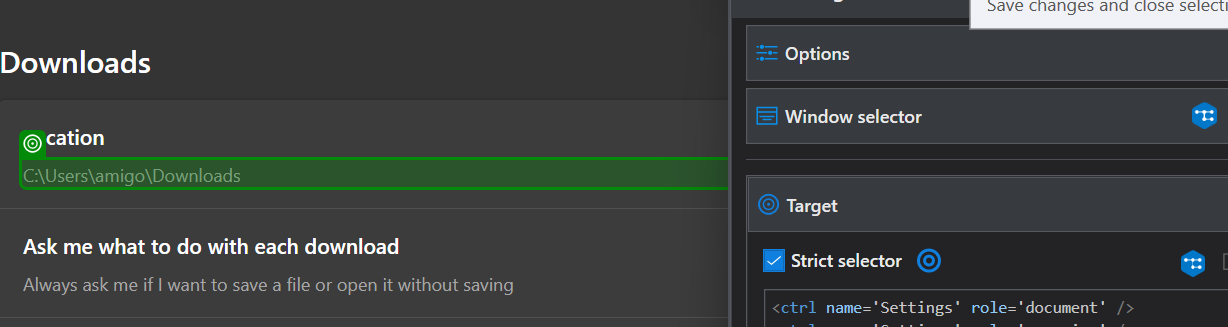 Downloads
cation
C:\Users\amigo\Downloads
Ask me what to do with each download
Always ask me if I want to save a file or open it without saving
Save changes and close selecti
Options
Window selector
Target
Strict selector
<ctrl name='Settings' role='document' />